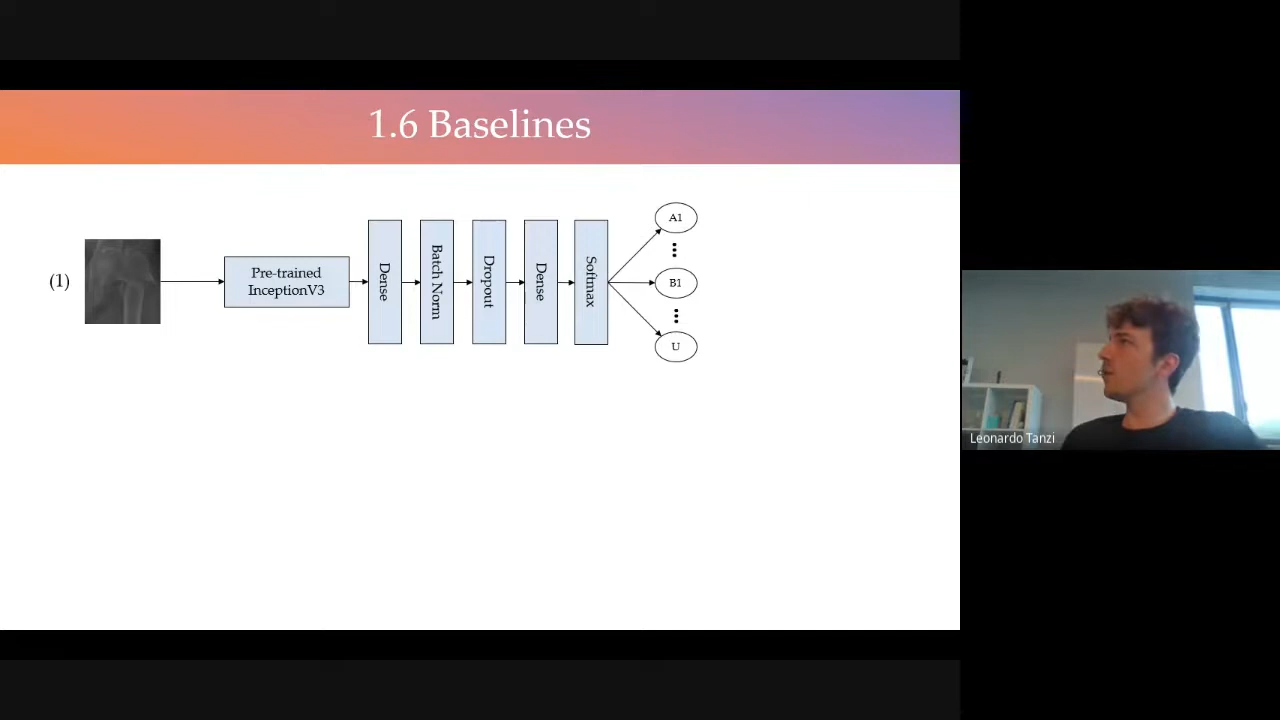 1.6 Baselines
(1)
Pre-trained
InceptionV3
Dense
Batch Norm
Dropout
Dense
Softmax
A1
B1
U
Leonardo Tanzi